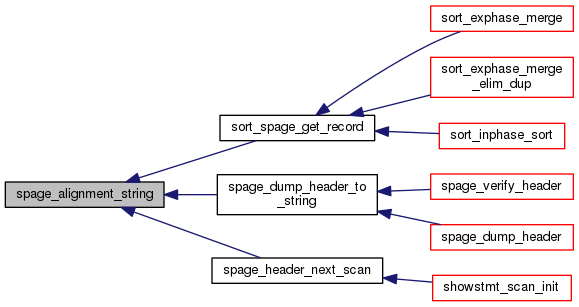 sort_exphase_merge
sort_exphase_merge
_elim_dup
sort_spage_get_record
sort_inphase_sort
spage_alignment_string
spage_dump_header_to
_string
spage_verify_header
spage_dump_header
spage_header_next_scan
showstmt_scan_init